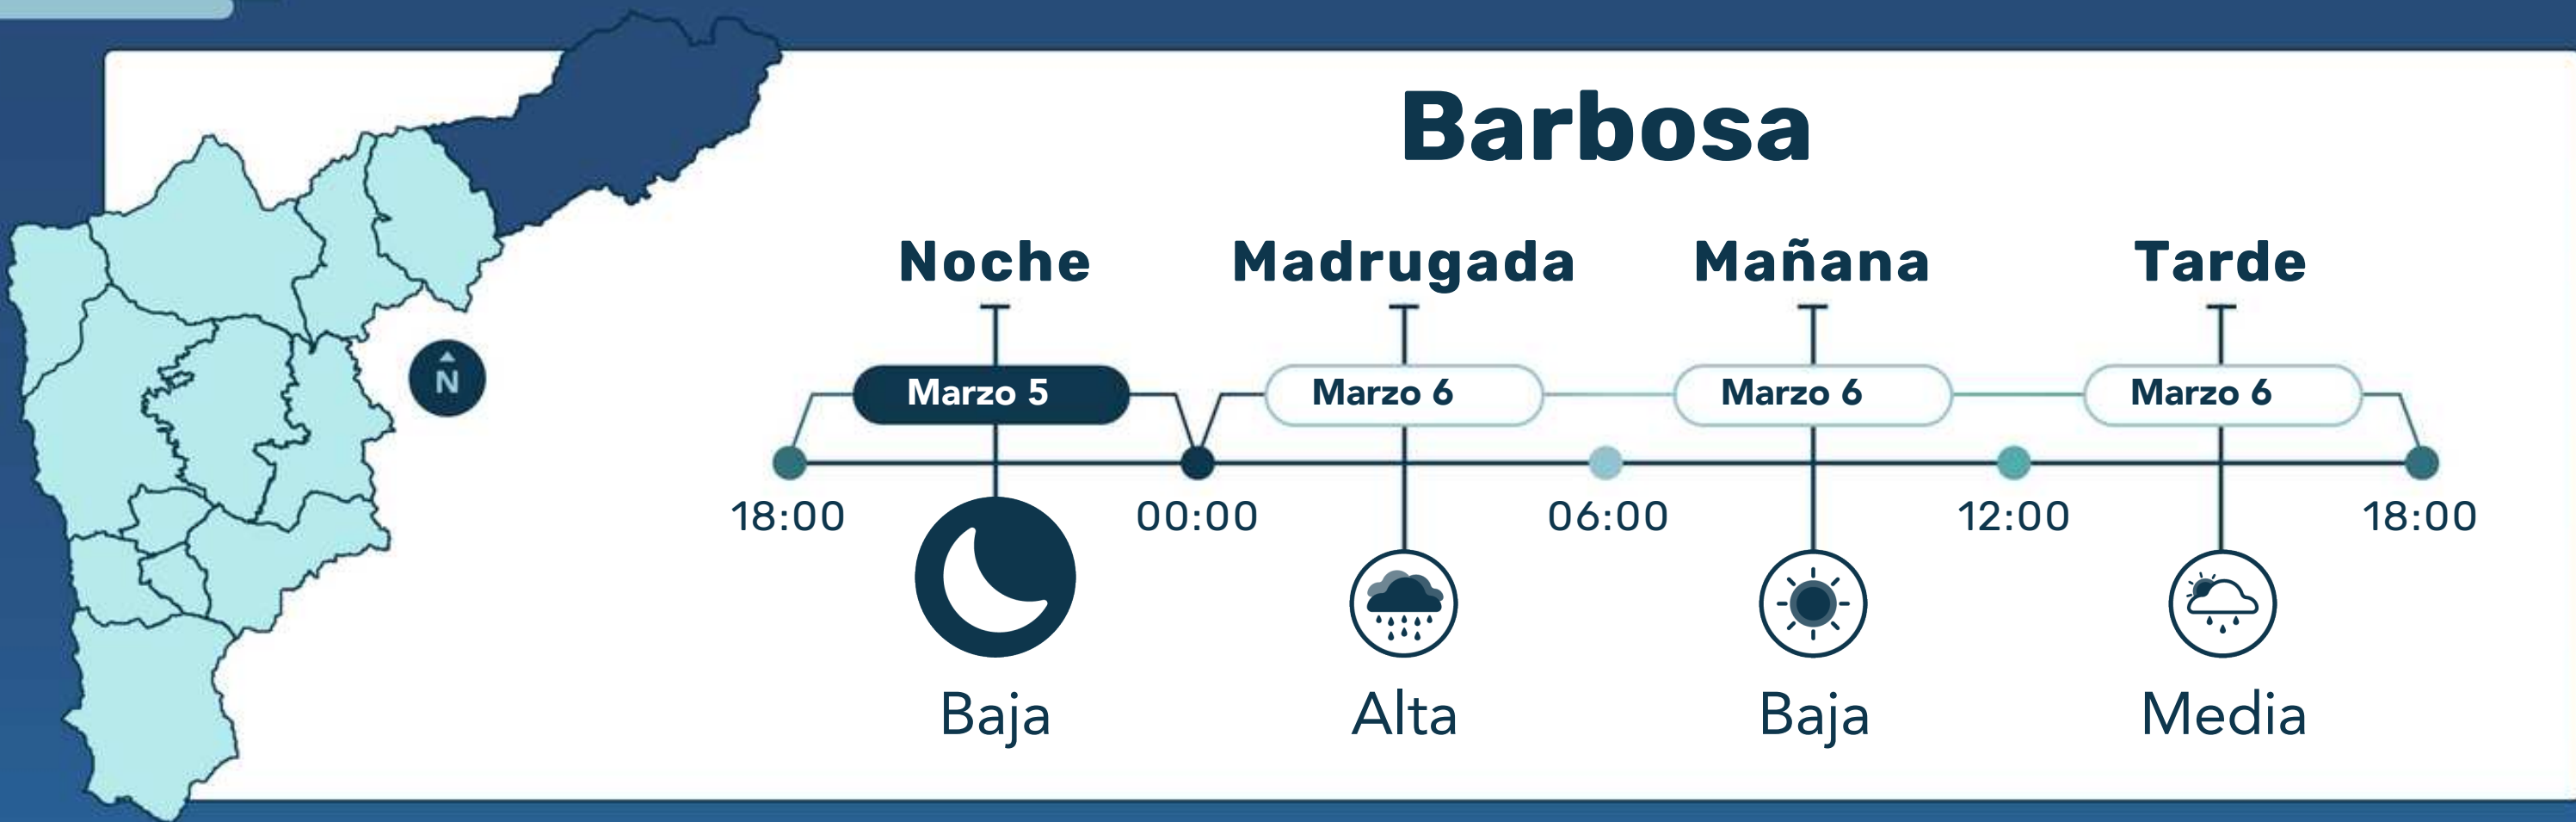 Barbosa
Noche Madrugada Mañana Tarde
Marzo 5 Marzo 6 Marzo 6 Marzo 6
N
18:00 00:00 06:00 12:00 18:00
Baja Alta Baja Media